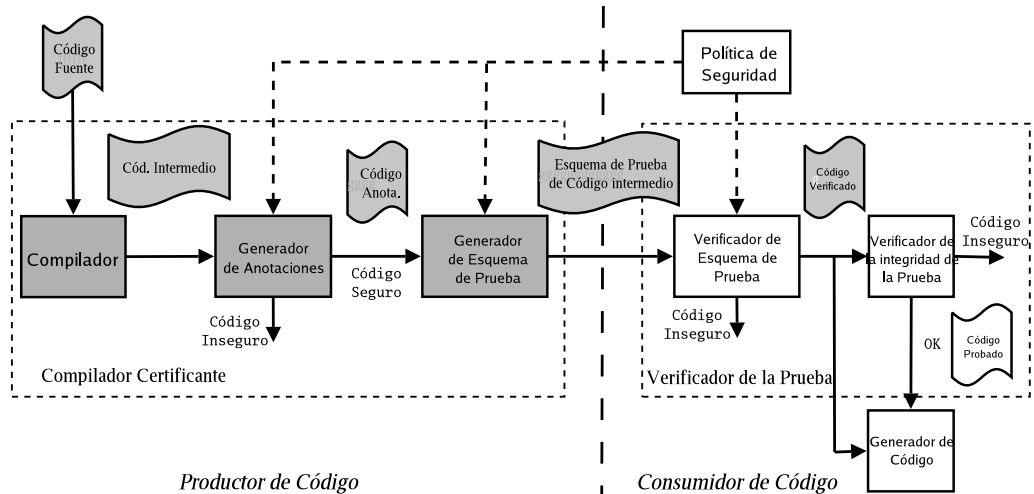 Código
Fuente
Política de
Seguridad
Cód. Intermedio
Código
Anota.
Esquema de Prueba
de Código intermedio
Código
Verificado
Compilador
Generador
de Anotaciones
Código
Seguro
Generador
de Esquema
de Prueba
Verificador de
Esquema de
Prueba
Verificador de
la integridad de
la Prueba
Código
Inseguro
Código
Inseguro
Código
Inseguro
OK
Código
Probado
Compilador Certificante
Verificador de la Prueba
Generador de
Código
Productor de Código
Consumidor de Código